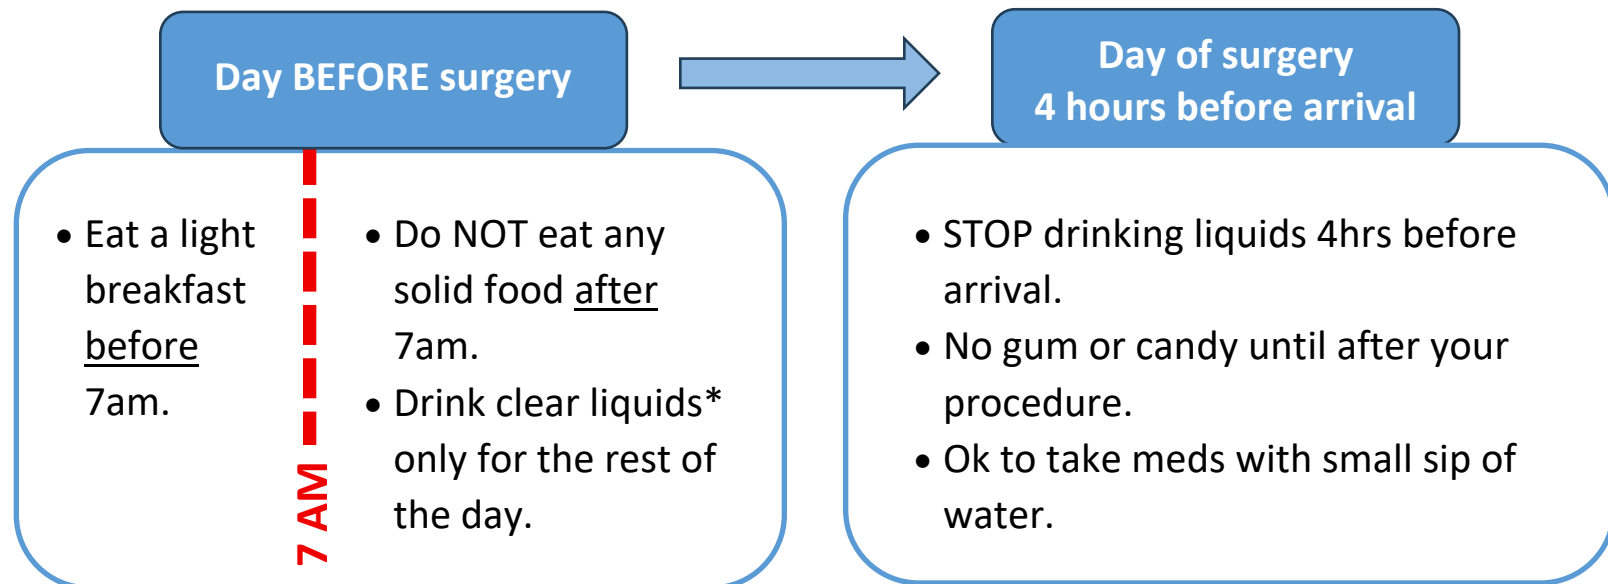 Day BEFORE surgery
Day of surgery
4 hours before arrival
• Eat a light
breakfast
before
7am.
7 AM
• Do NOT eat any
solid food after
7am.
• Drink clear liquids*
only for the rest of
the day.
• STOP drinking liquids 4hrs before
arrival.
• No gum or candy until after your
procedure.
• Ok to take meds with small sip of
water.